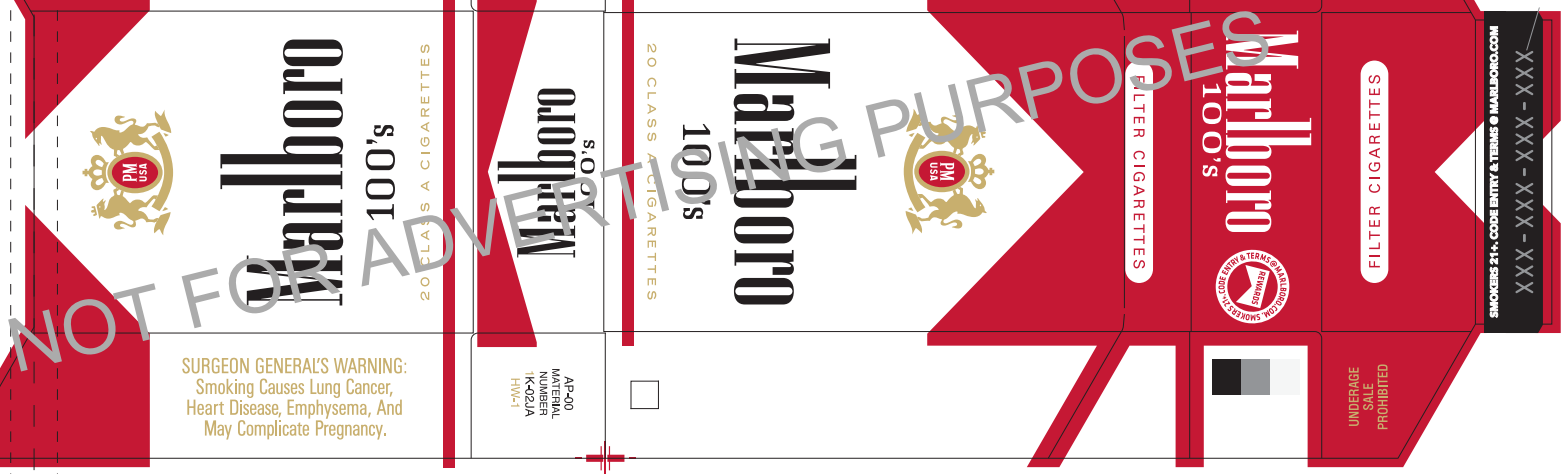 NOT FOR ADVERTISING PURPOSES
PM
USA
Marlboro
100's
20 CLASS A CIGARETTES
SURGEON GENERAL'S WARNING:
Smoking Causes Lung Cancer,
Heart Disease, Emphysema, And
May Complicate Pregnancy.
Marlboro
100's
AP-00
MATERIAL
NUMBER
1K-02JA
HW-1
20 CLASS A CIGARETTES
100's
Marlboro
PM
USA
FILTER CIGARETTES
Marlboro
100's
SMOKERS 21+. CODE ENTRY & TERMS @ MARLBORO.COM.
REWARDS
FILTER CIGARETTES
UNDERAGE
SALE
PROHIBITED
SMOKERS 21+. CODE ENTRY & TERMS @ MARLBORO.COM
XXX-XXX-XXX-XXX